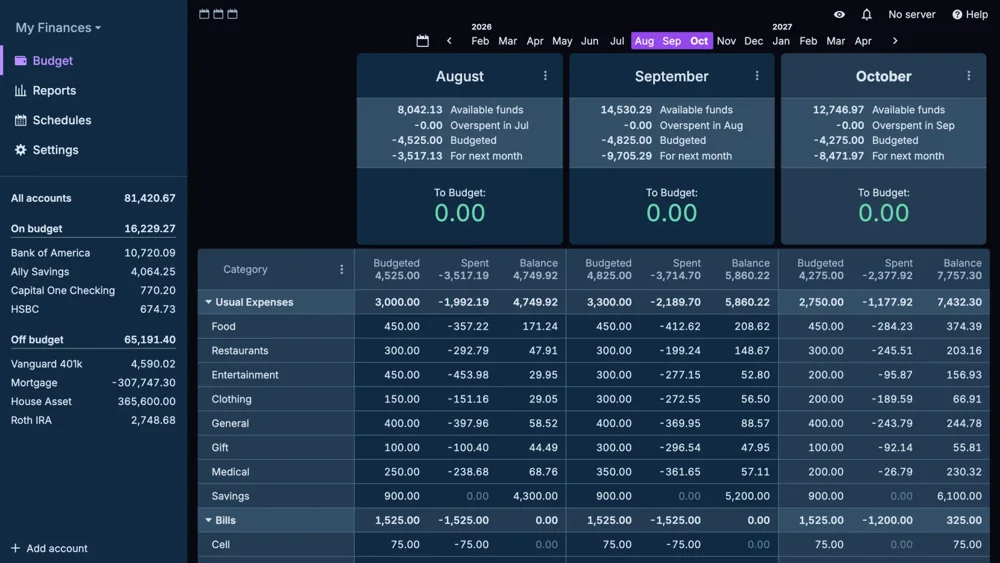 My Finances
Budget
Reports
Schedules
Settings
All accounts 81,420.67
On budget 16,229.27
Bank of America 10,720.09
Ally Savings 4,064.25
Capital One Checking 770.20
HSBC 674.73
Off budget 65,191.40
Vanguard 401k 4,590.02
Mortgage -307,747.30
House Asset 365,600.00
Roth IRA 2,748.68
+ Add account
No server Help
2026 2027
Feb Mar Apr May Jun Jul Aug Sep Oct Nov Dec Jan Feb Mar Apr
August
8,042.13 Available funds
-0.00 Overspent in Jul
-4,525.00 Budgeted
-3,517.13 For next month
To Budget:
0.00
September
14,530.29 Available funds
-0.00 Overspent in Aug
-4,825.00 Budgeted
-9,705.29 For next month
To Budget:
0.00
October
12,746.97 Available funds
-0.00 Overspent in Sep
-4,275.00 Budgeted
-8,471.97 For next month
To Budget:
0.00
Category Budgeted Spent Balance Budgeted Spent Balance Budgeted Spent Balance
4,525.00 -3,517.19 4,749.92 4,825.00 -3,714.70 5,860.22 4,275.00 -2,377.92 7,757.30
Usual Expenses 3,000.00 -1,992.19 4,749.92 3,300.00 -2,189.70 5,860.22 2,750.00 -1,177.92 7,432.30
Food 450.00 -357.22 171.24 450.00 -412.62 208.62 450.00 -284.23 374.39
Restaurants 300.00 -292.79 47.91 300.00 -199.24 148.67 300.00 -245.51 203.16
Entertainment 450.00 -453.98 29.95 300.00 -277.15 52.80 200.00 -95.87 156.93
Clothing 150.00 -151.16 29.05 300.00 -272.55 56.50 200.00 -189.59 66.91
General 400.00 -397.96 58.52 400.00 -369.95 88.57 400.00 -243.79 244.78
Gift 100.00 -100.40 44.49 300.00 -296.54 47.95 100.00 -92.14 55.81
Medical 250.00 -238.68 68.76 350.00 -361.65 57.11 200.00 -26.79 230.32
Savings 900.00 0.00 4,300.00 900.00 0.00 5,200.00 900.00 0.00 6,100.00
Bills 1,525.00 -1,525.00 0.00 1,525.00 -1,525.00 0.00 1,525.00 -1,200.00 325.00
Cell 75.00 -75.00 0.00 75.00 -75.00 0.00 75.00 0.00 75.00